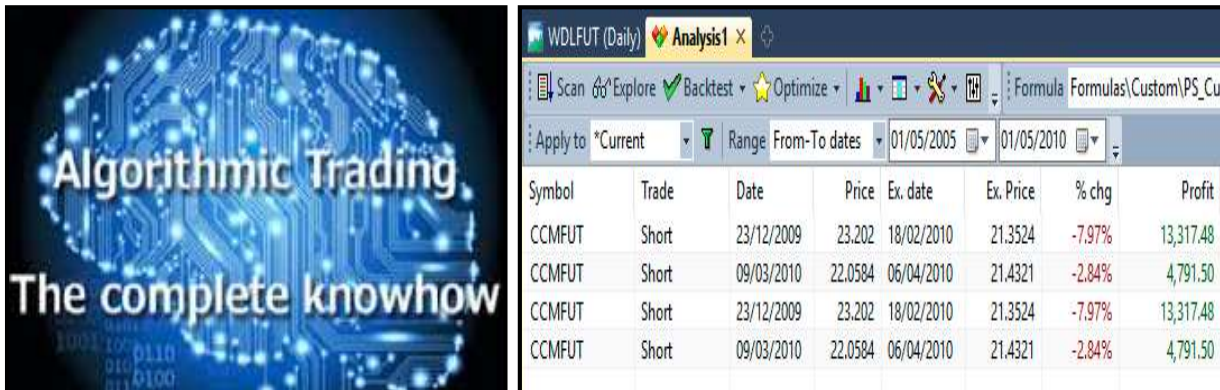 Algorithmic Trading
The complete knowhow
1001 100 0110
010 0100
WDLFUT (Daily) Analysis1 ×
Scan Explore Backtest Optimize Formula Formulas\Custom\PS_Cu
Apply to *Current Range From-To dates 01/05/2005 01/05/2010
Symbol Trade Date Price Ex. date Ex. Price % chg Profit
CCMFUT Short 23/12/2009 23.202 18/02/2010 21.3524 -7.97% 13,317.48
CCMFUT Short 09/03/2010 22.0584 06/04/2010 21.4321 -2.84% 4,791.50
CCMFUT Short 23/12/2009 23.202 18/02/2010 21.3524 -7.97% 13,317.48
CCMFUT Short 09/03/2010 22.0584 06/04/2010 21.4321 -2.84% 4,791.50